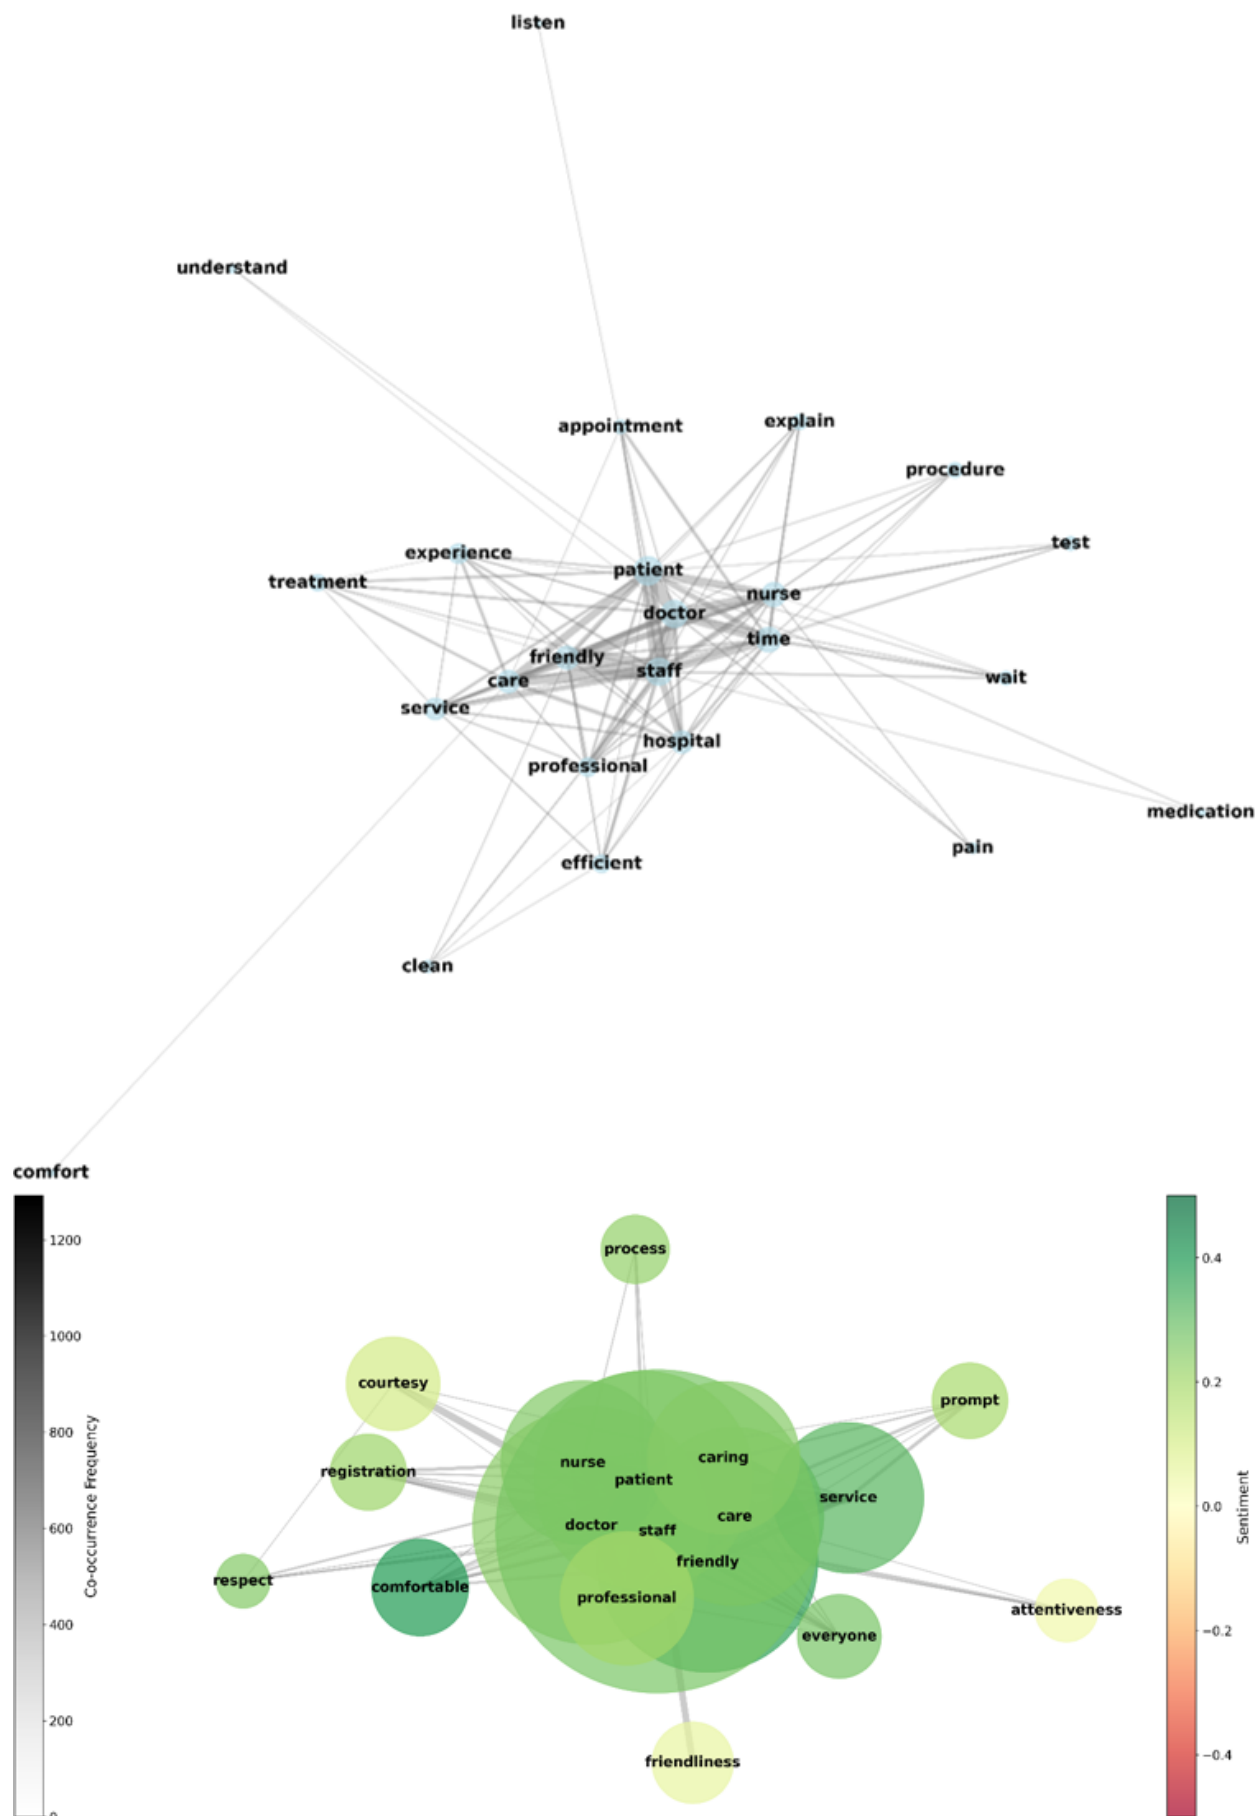 listen
understand
appointment
explain
procedure
test
experience
treatment
patient
nurse
doctor
time
friendly
staff
care
wait
service
hospital
professional
medication
pain
efficient
clean
comfort
1200
1000
800
600
400
200
0
Co-occurrence Frequency
process
courtesy
prompt
registration
nurse
caring
patient
service
care
doctor
staff
friendly
respect
comfortable
professional
attentiveness
everyone
friendliness
0.4
0.2
0.0
−0.2
−0.4
Sentiment